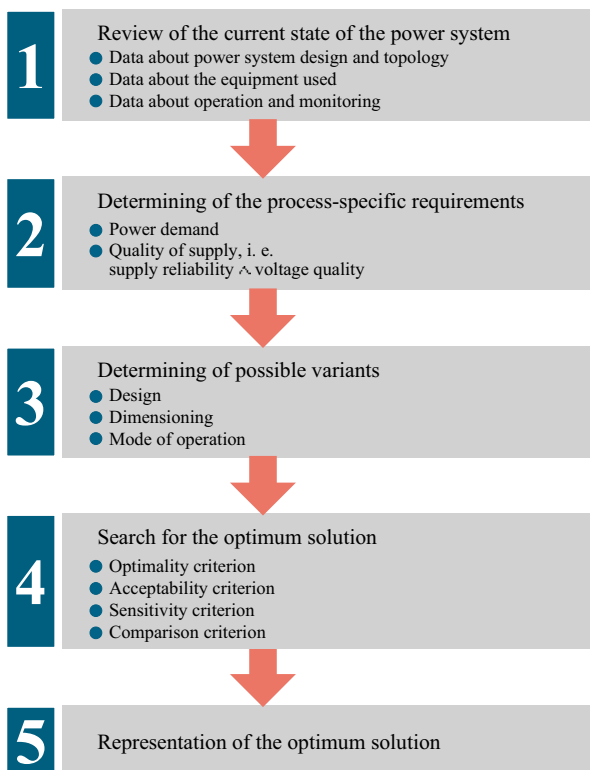 1
Review of the current state of the power system
Data about power system design and topology
Data about the equipment used
Data about operation and monitoring
2
Determining of the process-specific requirements
Power demand
Quality of supply, i. e.
supply reliability ∧ voltage quality
3
Determining of possible variants
Design
Dimensioning
Mode of operation
4
Search for the optimum solution
Optimality criterion
Acceptability criterion
Sensitivity criterion
Comparison criterion
5
Representation of the optimum solution